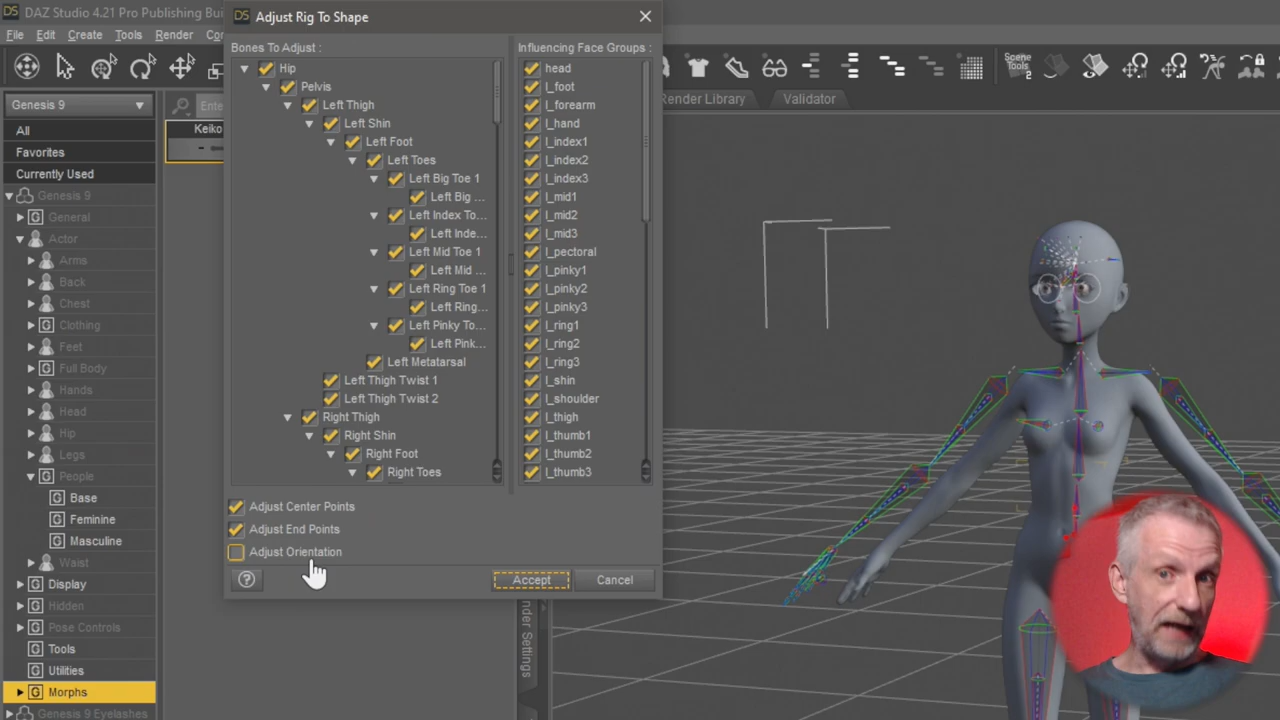 DAZ Studio 4.21 Pro Publishing Bui
File Edit Create Tools Render Co
Genesis 9
Ente
All
Favorites
Currently Used
Keiko
Genesis 9
General
Actor
Arms
Back
Chest
Clothing
Feet
Full Body
Hands
Head
Hip
Legs
People
Base
Feminine
Masculine
Waist
Display
Hidden
Pose Controls
Tools
Utilities
Morphs
Genesis 9 Eyelashes
DS Adjust Rig To Shape
Bones To Adjust :
Hip
Pelvis
Left Thigh
Left Shin
Left Foot
Left Toes
Left Big Toe 1
Left Big ...
Left Index To...
Left Inde...
Left Mid Toe 1
Left Mid ...
Left Ring Toe 1
Left Ring...
Left Pinky To...
Left Pink...
Left Metatarsal
Left Thigh Twist 1
Left Thigh Twist 2
Right Thigh
Right Shin
Right Foot
Right Toes
Influencing Face Groups :
head
l_foot
l_forearm
l_hand
l_index1
l_index2
l_index3
l_mid1
l_mid2
l_mid3
l_pectoral
l_pinky1
l_pinky2
l_pinky3
l_ring1
l_ring2
l_ring3
l_shin
l_shoulder
l_thigh
l_thumb1
l_thumb2
l_thumb3
Adjust Center Points
Adjust End Points
Adjust Orientation
? Accept Cancel
Scene
Tools
2
Render Library Validator
nder Settings